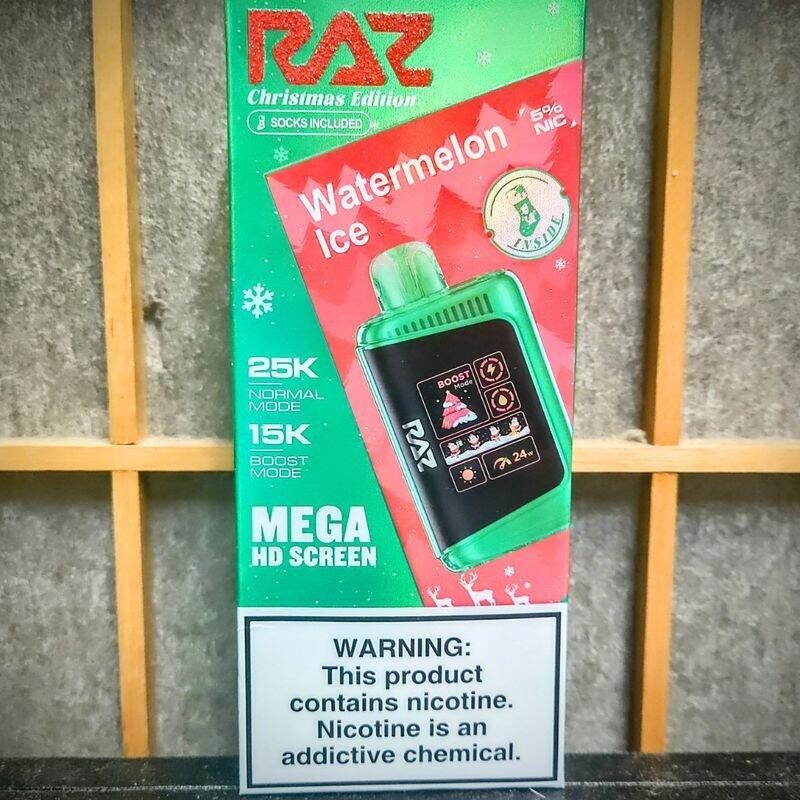 RAZ
Christmas Edition
SOCKS INCLUDED
5%
NIC
Watermelon
Ice
INSIDE
25K
NORMAL
MODE
15K
BOOST
MODE
BOOST
Mode
RAZ
24W
MEGA
HD SCREEN
WARNING:
This product
contains nicotine.
Nicotine is an
addictive chemical.